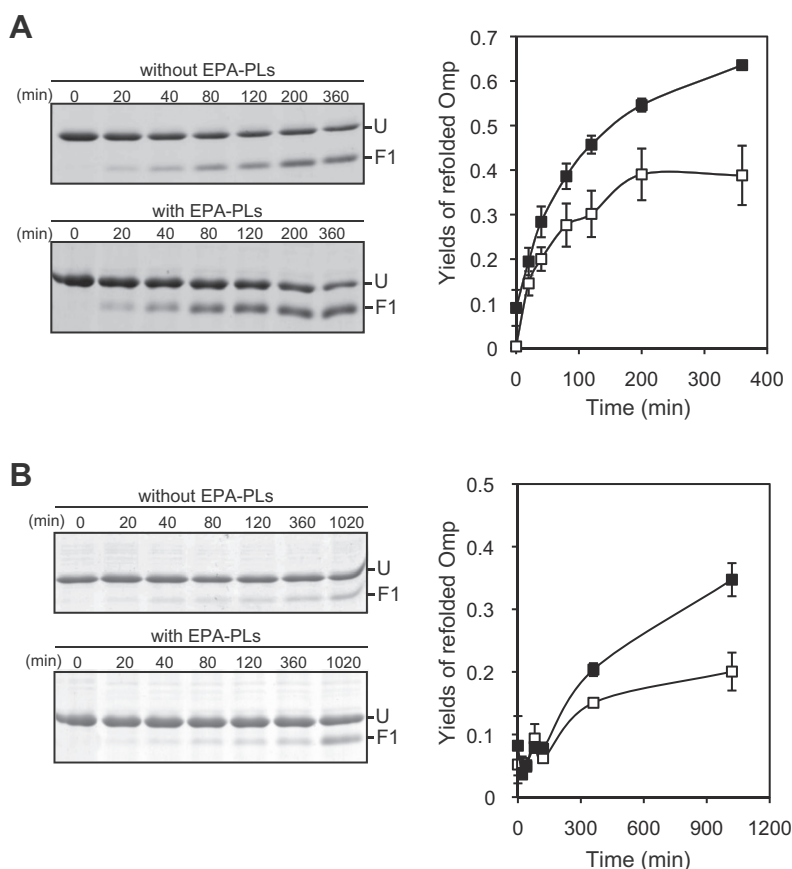 A
without EPA-PLs
(min) 0 20 40 80 120 200 360
U
F1
with EPA-PLs
(min) 0 20 40 80 120 200 360
U
F1
Yields of refolded Omp
0.7
0.6
0.5
0.4
0.3
0.2
0.1
0
0 100 200 300 400
Time (min)
B
without EPA-PLs
(min) 0 20 40 80 120 360 1020
U
F1
with EPA-PLs
(min) 0 20 40 80 120 360 1020
U
F1
Yields of refolded Omp
0.5
0.4
0.3
0.2
0.1
0
0 300 600 900 1200
Time (min)